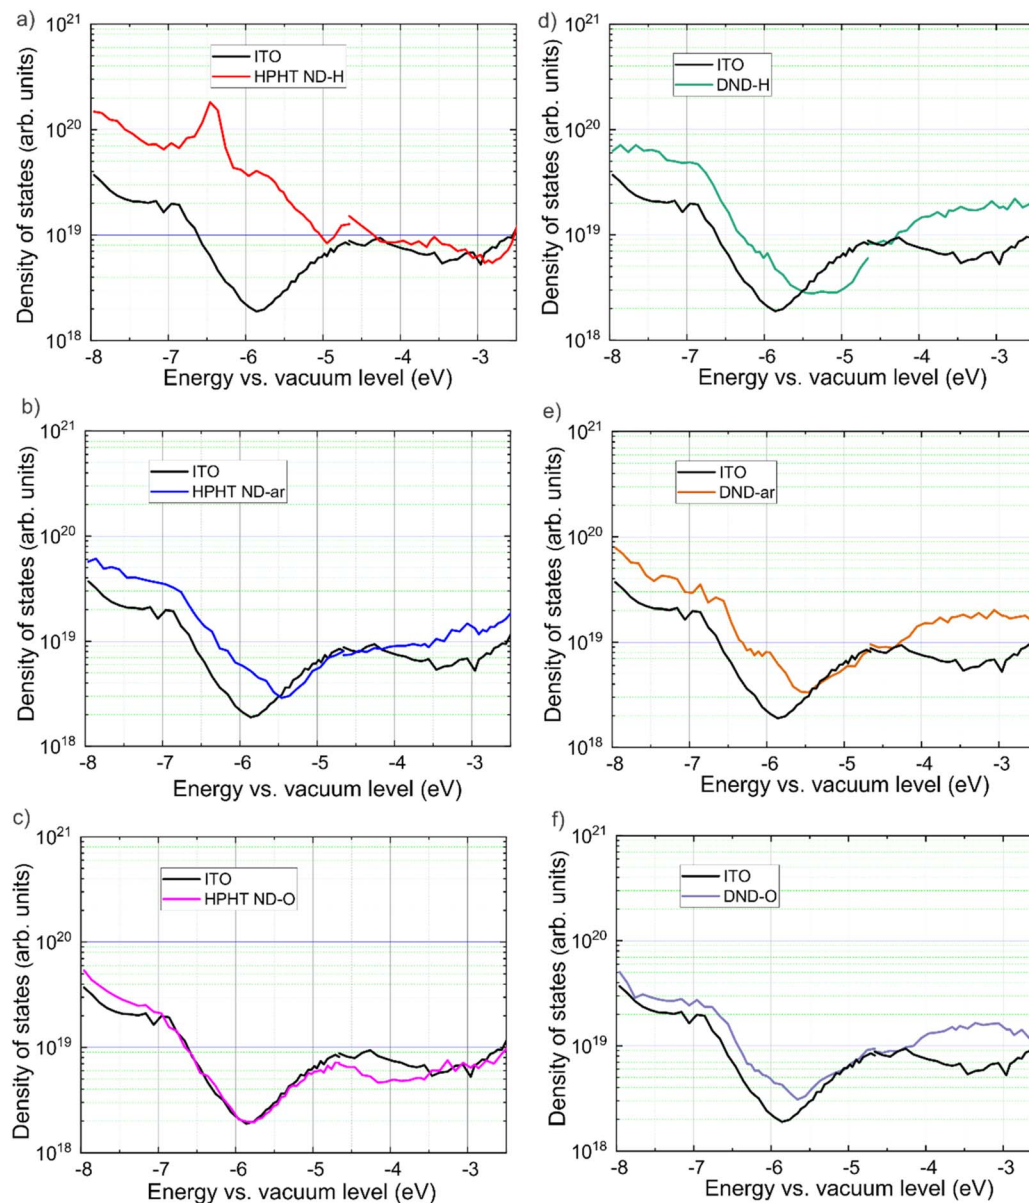 a)
Density of states (arb. units)
10²¹
10²⁰
10¹⁹
10¹⁸
ITO
HPHT ND-H
-8 -7 -6 -5 -4 -3
Energy vs. vacuum level (eV)
d)
Density of states (arb. units)
10²¹
10²⁰
10¹⁹
10¹⁸
ITO
DND-H
-8 -7 -6 -5 -4 -3
Energy vs. vacuum level (eV)
b)
Density of states (arb. units)
10²¹
10²⁰
10¹⁹
10¹⁸
ITO
HPHT ND-ar
-8 -7 -6 -5 -4 -3
Energy vs. vacuum level (eV)
e)
Density of states (arb. units)
10²¹
10²⁰
10¹⁹
10¹⁸
ITO
DND-ar
-8 -7 -6 -5 -4 -3
Energy vs. vacuum level (eV)
c)
Density of states (arb. units)
10²¹
10²⁰
10¹⁹
10¹⁸
ITO
HPHT ND-O
-8 -7 -6 -5 -4 -3
Energy vs. vacuum level (eV)
f)
Density of states (arb. units)
10²¹
10²⁰
10¹⁹
10¹⁸
ITO
DND-O
-8 -7 -6 -5 -4 -3
Energy vs. vacuum level (eV)